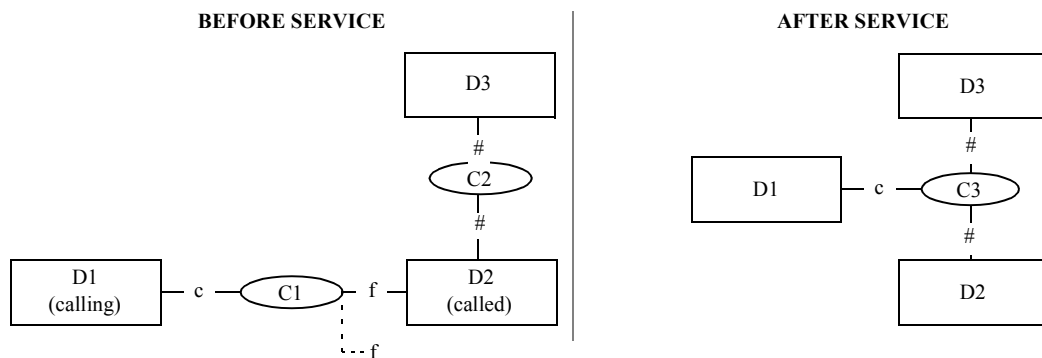 BEFORE SERVICE
D3
#
C2
#
D1
(calling)
c
C1
f
D2
(called)
f
AFTER SERVICE
D3
#
D1
c
C3
#
D2